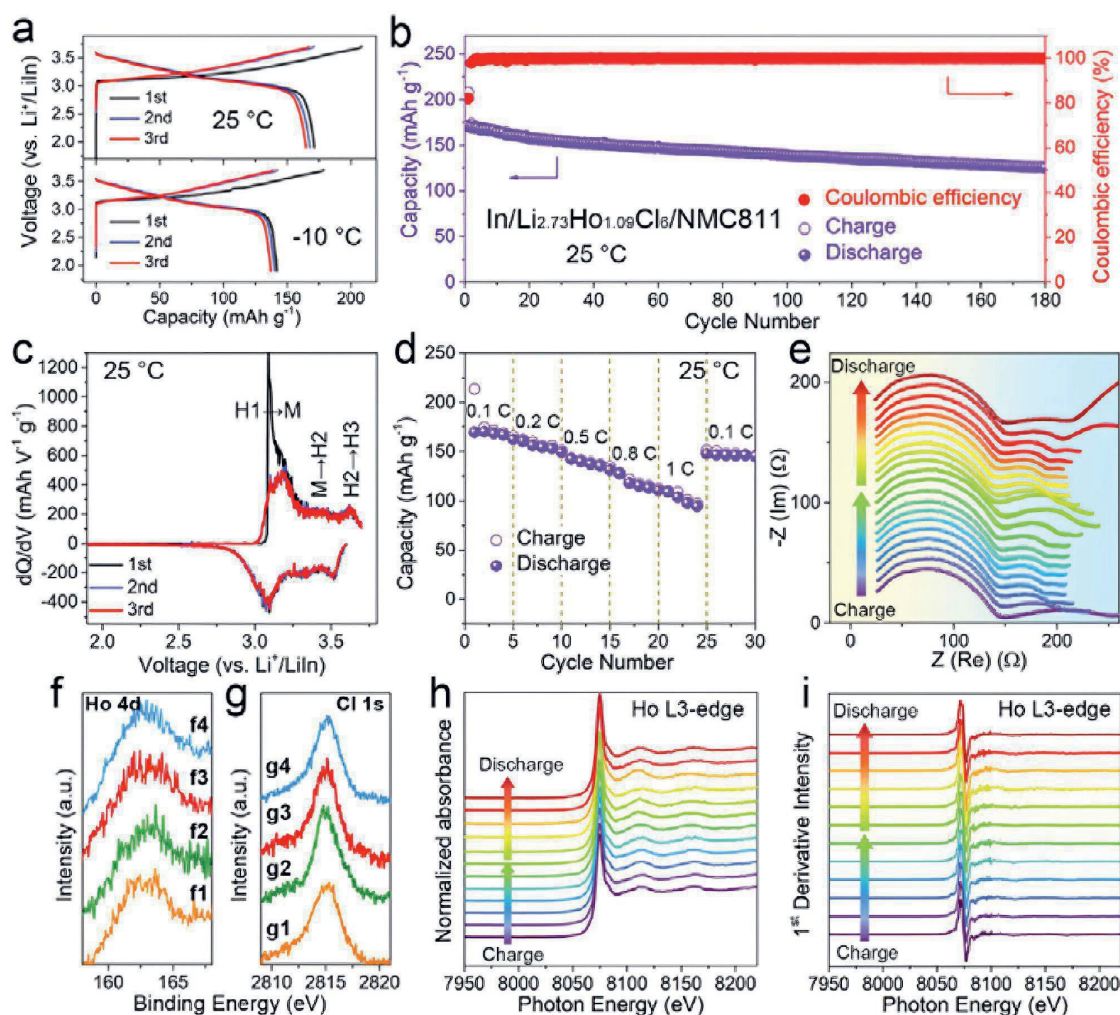 a
Voltage (vs. Li⁺/LiIn)
3.5
3.0
2.5
2.0
1st
2nd
3rd
25 °C
3.5
3.0
2.5
2.0
1st
2nd
3rd
-10 °C
0 50 100 150 200
Capacity (mAh g⁻¹)
b
Capacity (mAh g⁻¹)
250
200
150
100
50
0
In/Li₂.₇₃Ho₁.₀₉Cl₆/NMC811
25 °C
Coulombic efficiency
Charge
Discharge
0 20 40 60 80 100 120 140 160 180
Cycle Number
100
80
60
40
20
0
Coulombic efficiency (%)
c
25 °C
dQ/dV (mAh V⁻¹ g⁻¹)
1200
900
600
300
0
-200
-400
H1→M
M→H2
H2→H3
1st
2nd
3rd
2.0 2.5 3.0 3.5
Voltage (vs. Li⁺/LiIn)
d
25 °C
Capacity (mAh g⁻¹)
250
200
150
100
50
0
0.1 C
0.2 C
0.5 C
0.8 C
1 C
0.1 C
Charge
Discharge
0 5 10 15 20 25 30
Cycle Number
e
-Z (Im) (Ω)
200
100
0
Discharge
Charge
0 100 200
Z (Re) (Ω)
f
Ho 4d
Intensity (a.u.)
f4
f3
f2
f1
160 165
g
Cl 1s
Intensity (a.u.)
g4
g3
g2
g1
2810 2815 2820
Binding Energy (eV)
h
Ho L3-edge
Normalized absorbance
Discharge
Charge
7950 8000 8050 8100 8150 8200
Photon Energy (eV)
i
Ho L3-edge
1ˢᵗ Derivative Intensity
Discharge
Charge
7950 8000 8050 8100 8150 8200
Photon Energy (eV)